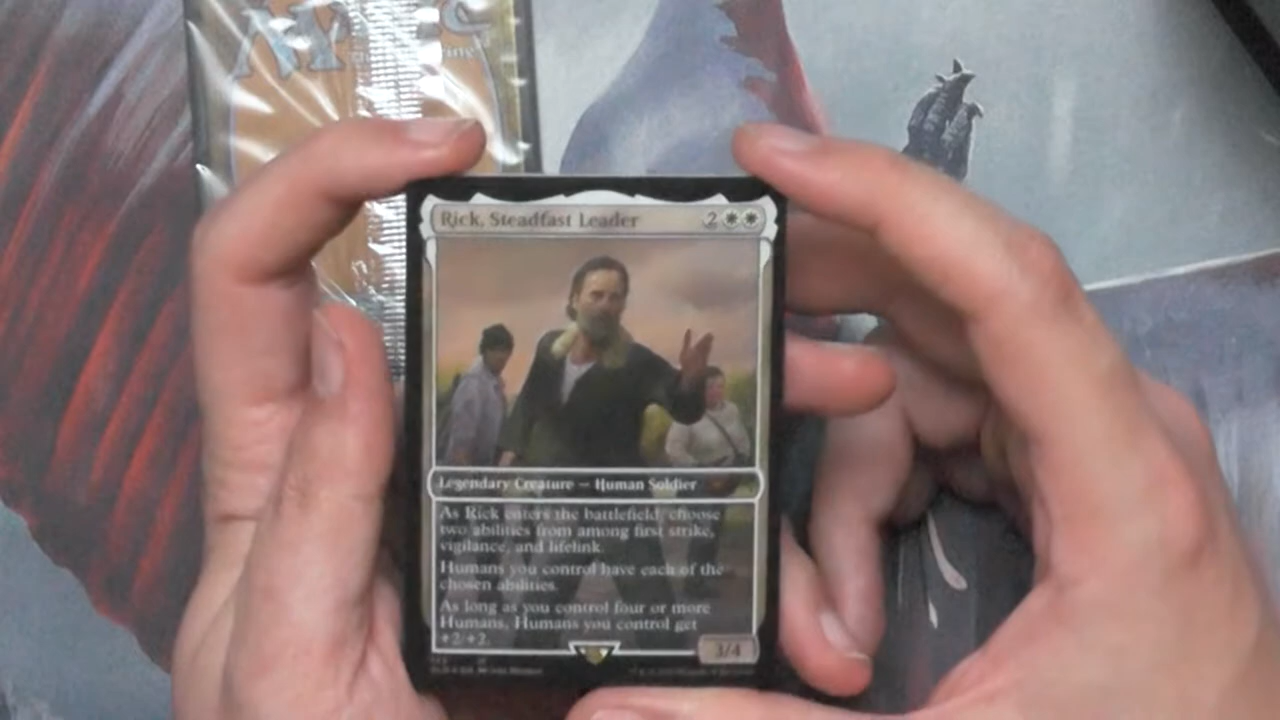 Rick, Steadfast Leader 2
Legendary Creature — Human Soldier
As Rick enters the battlefield, choose
two abilities from among first strike,
vigilance, and lifelink.
Humans you control have each of the
chosen abilities.
As long as you control four or more
Humans, Humans you control get
+2/+2.
3/4